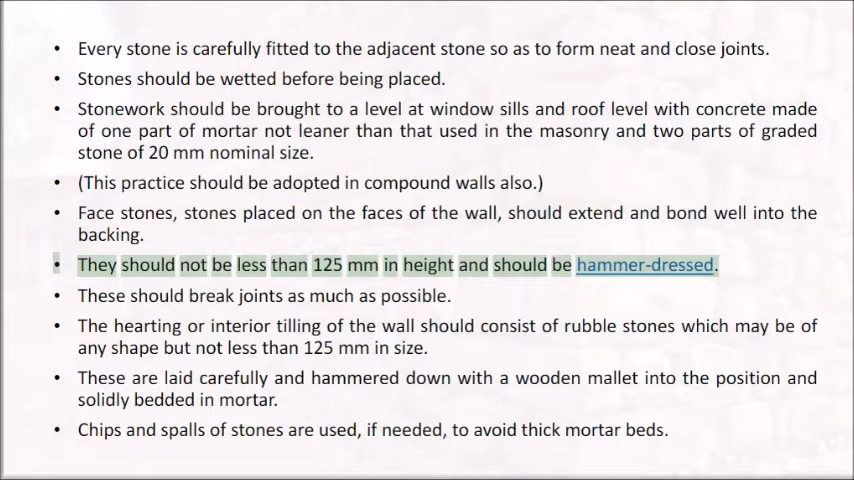 • Every stone is carefully fitted to the adjacent stone so as to form neat and close joints.
• Stones should be wetted before being placed.
• Stonework should be brought to a level at window sills and roof level with concrete made
of one part of mortar not leaner than that used in the masonry and two parts of graded
stone of 20 mm nominal size.
• (This practice should be adopted in compound walls also.)
• Face stones, stones placed on the faces of the wall, should extend and bond well into the
backing.
• They should not be less than 125 mm in height and should be hammer-dressed.
• These should break joints as much as possible.
• The hearting or interior tilling of the wall should consist of rubble stones which may be of
any shape but not less than 125 mm in size.
• These are laid carefully and hammered down with a wooden mallet into the position and
solidly bedded in mortar.
• Chips and spalls of stones are used, if needed, to avoid thick mortar beds.